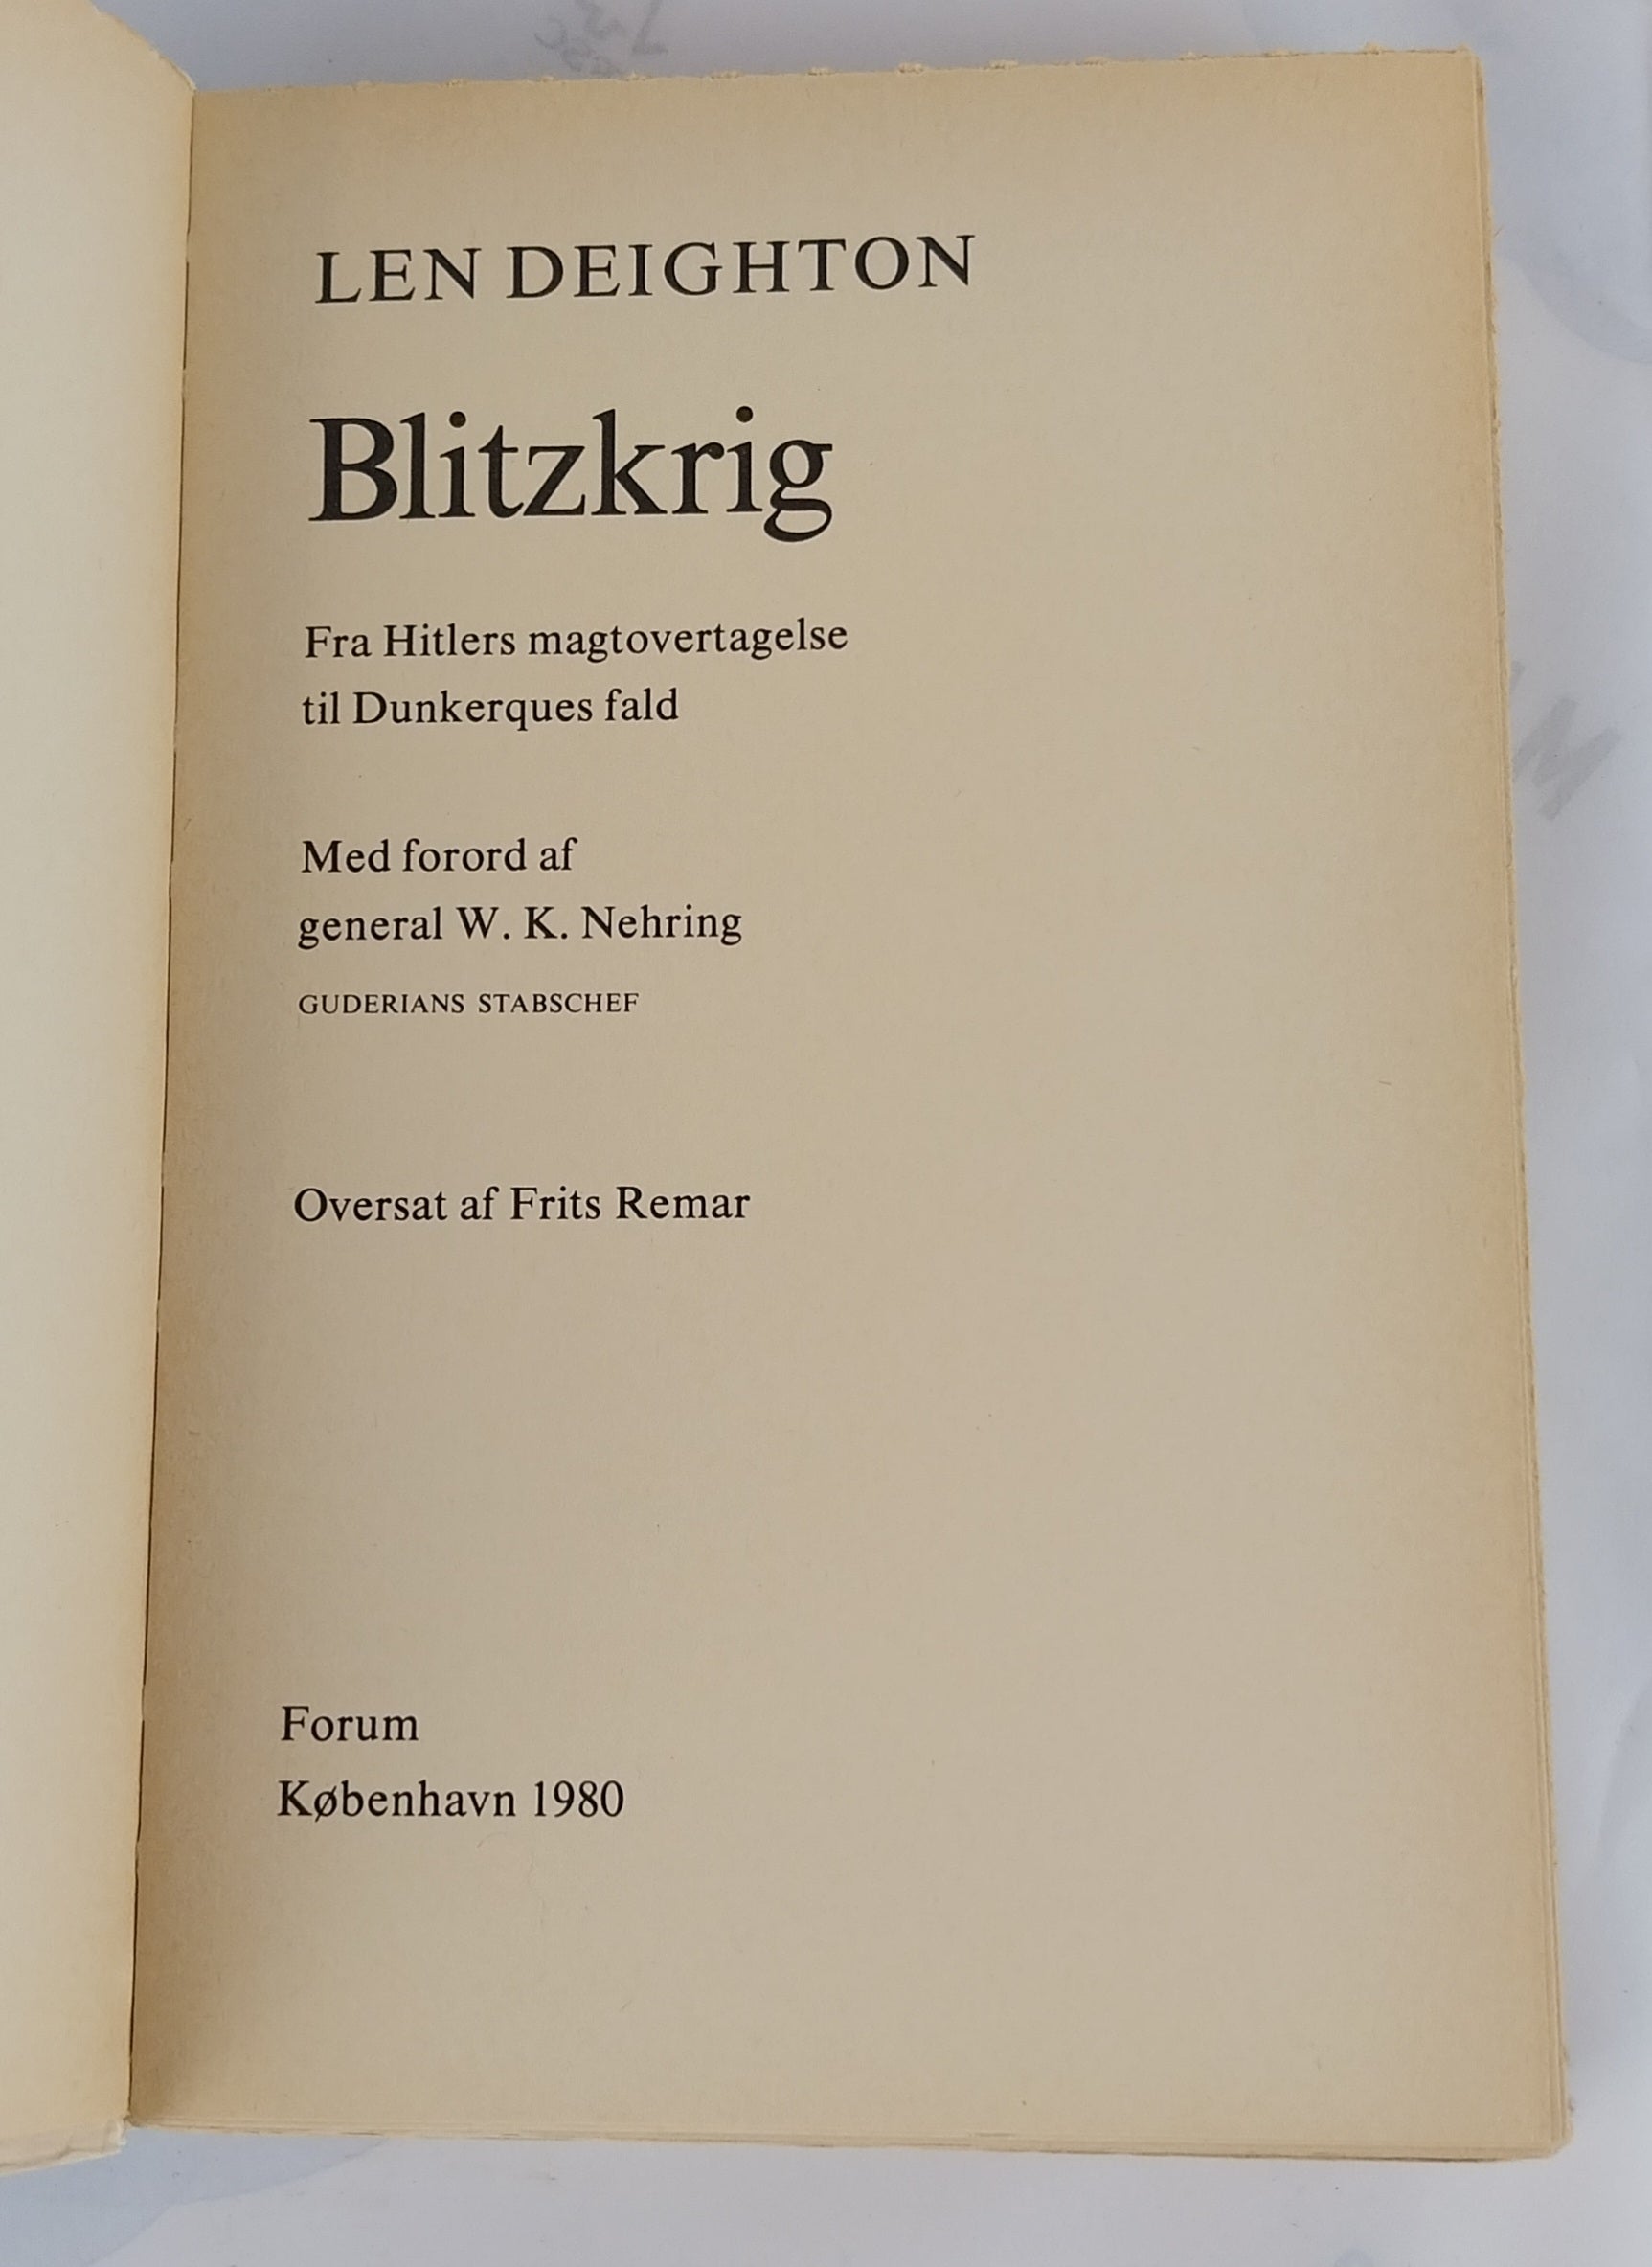 LEN DEIGHTON
Blitzkrig
Fra Hitlers magtovertagelse
til Dunkerques fald
Med forord af
general W. K. Nehring
GUDERIANS STABSCHEF
Oversat af Frits Remar
Forum
København 1980